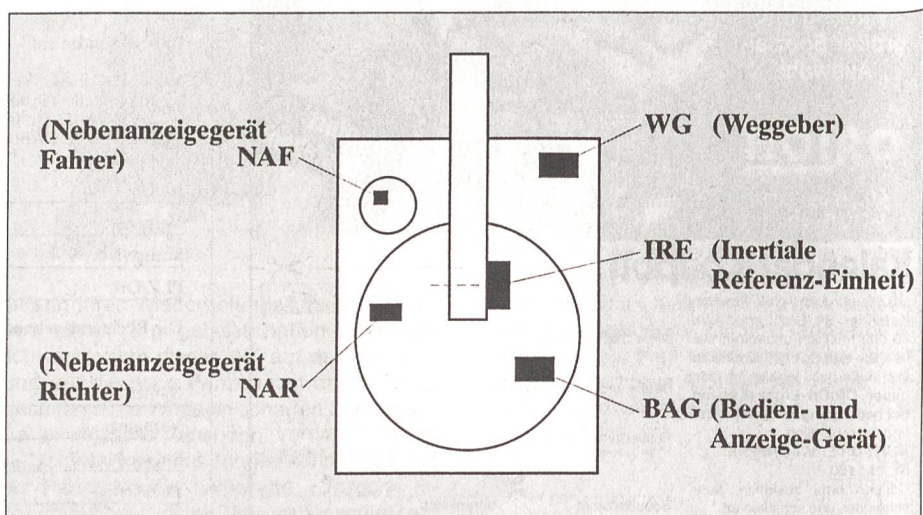 (Nebenanzeigegerät
Fahrer) NAF
WG (Weggeber)
IRE (Inertiale
Referenz-Einheit)
(Nebenanzeigegerät
Richter) NAR
BAG (Bedien- und
Anzeige-Gerät)